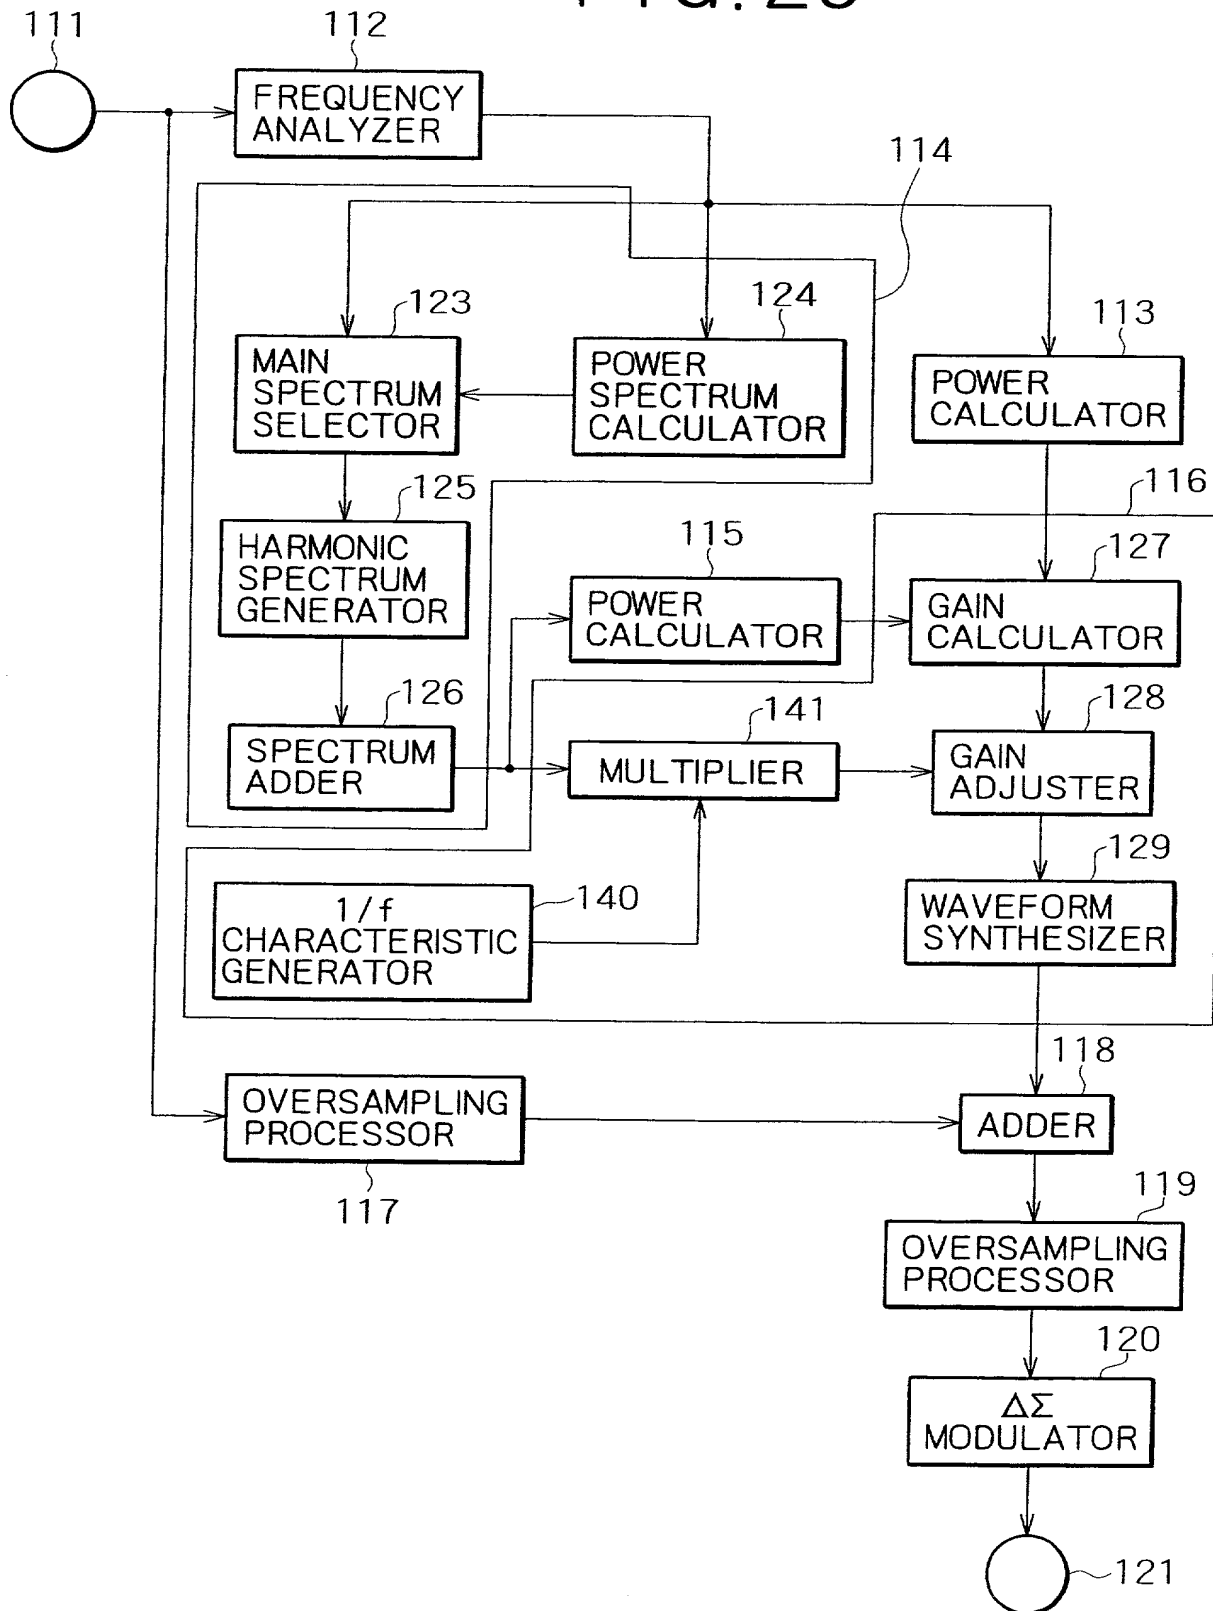 111
112
FREQUENCY
ANALYZER
114
123
124
113
MAIN
SPECTRUM
SELECTOR
POWER
SPECTRUM
CALCULATOR
POWER
CALCULATOR
125
116
HARMONIC
SPECTRUM
GENERATOR
115
127
POWER
CALCULATOR
GAIN
CALCULATOR
126
141
128
SPECTRUM
ADDER
MULTIPLIER
GAIN
ADJUSTER
129
1/f
CHARACTERISTIC
GENERATOR
140
WAVEFORM
SYNTHESIZER
118
OVERSAMPLING
PROCESSOR
ADDER
117
119
OVERSAMPLING
PROCESSOR
120
ΔΣ
MODULATOR
121